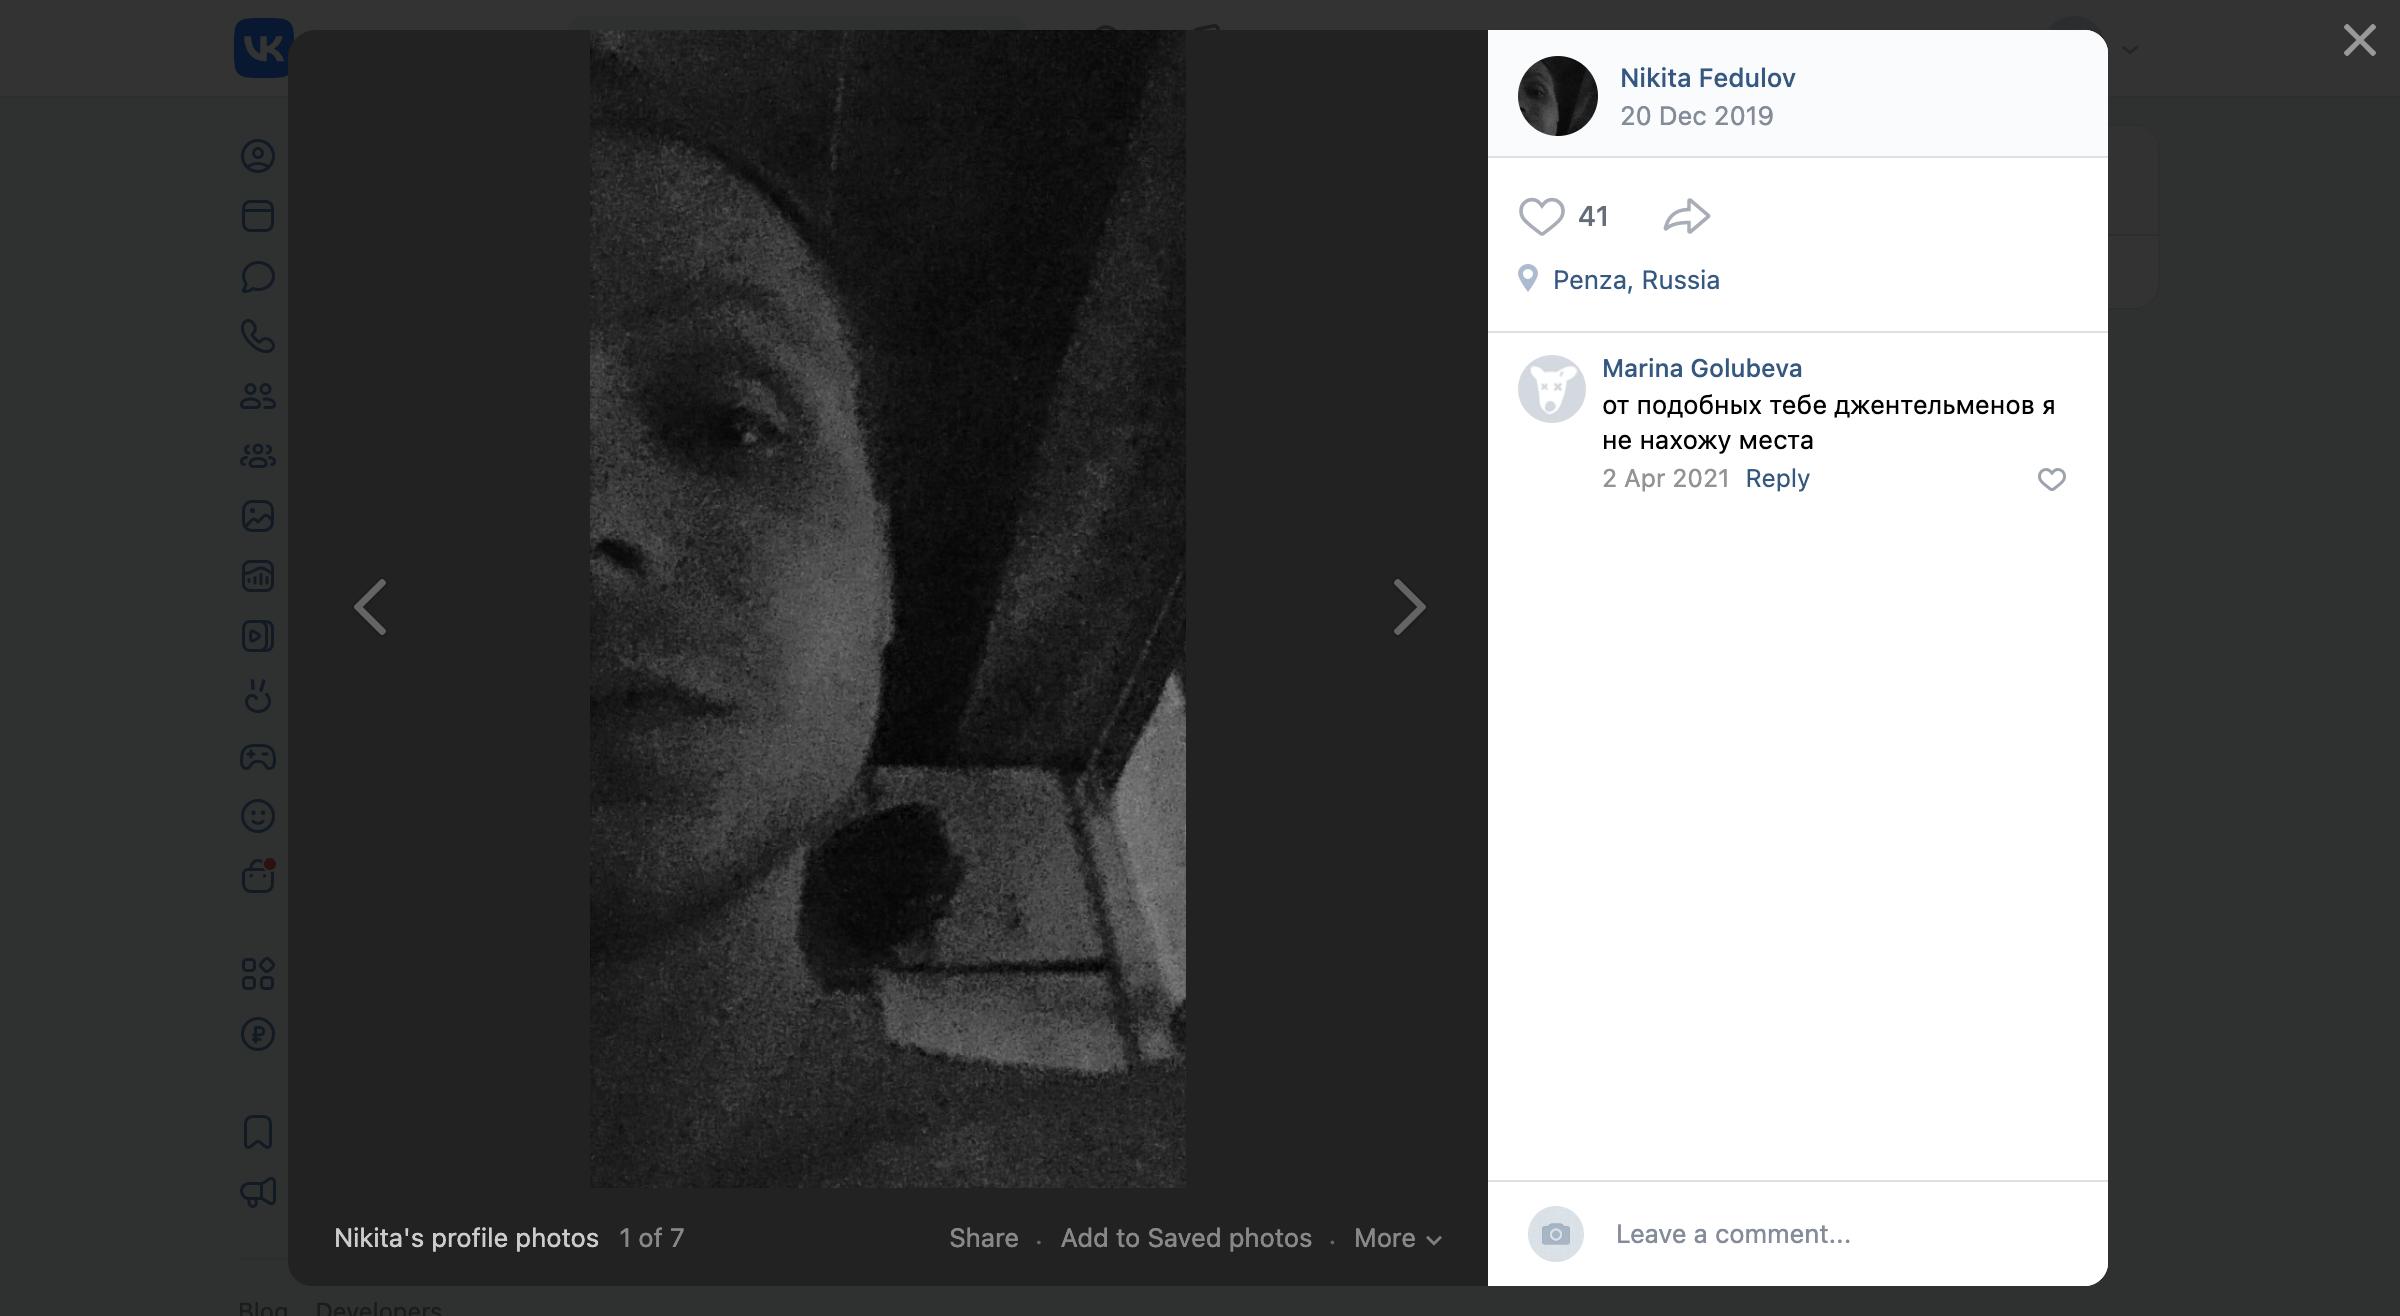 VK
Nikita Fedulov
20 Dec 2019
41
Penza, Russia
Marina Golubeva
от подобных тебе джентельменов я
не нахожу места
2 Apr 2021 Reply
Nikita's profile photos 1 of 7
Share · Add to Saved photos · More
Leave a comment...
Blog Developers